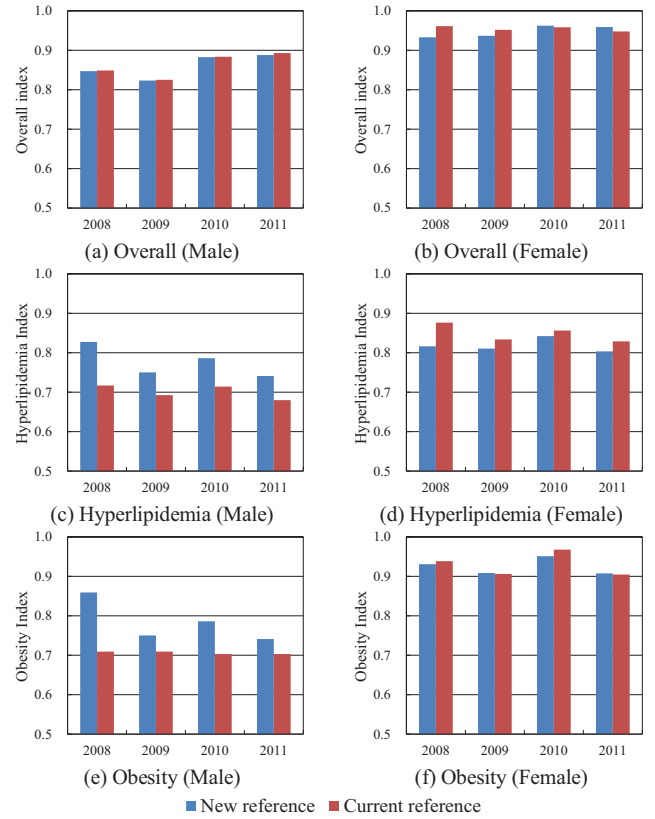 1.0
0.9
0.8
0.7
0.6
0.5
Overall index
2008 2009 2010 2011
(a) Overall (Male)
1.0
0.9
0.8
0.7
0.6
0.5
Overall index
2008 2009 2010 2011
(b) Overall (Female)
1.0
0.9
0.8
0.7
0.6
0.5
Hyperlipidemia Index
2008 2009 2010 2011
(c) Hyperlipidemia (Male)
1.0
0.9
0.8
0.7
0.6
0.5
Hyperlipidemia Index
2008 2009 2010 2011
(d) Hyperlipidemia (Female)
1.0
0.9
0.8
0.7
0.6
0.5
Obesity Index
2008 2009 2010 2011
(e) Obesity (Male)
1.0
0.9
0.8
0.7
0.6
0.5
Obesity Index
2008 2009 2010 2011
(f) Obesity (Female)
New reference Current reference